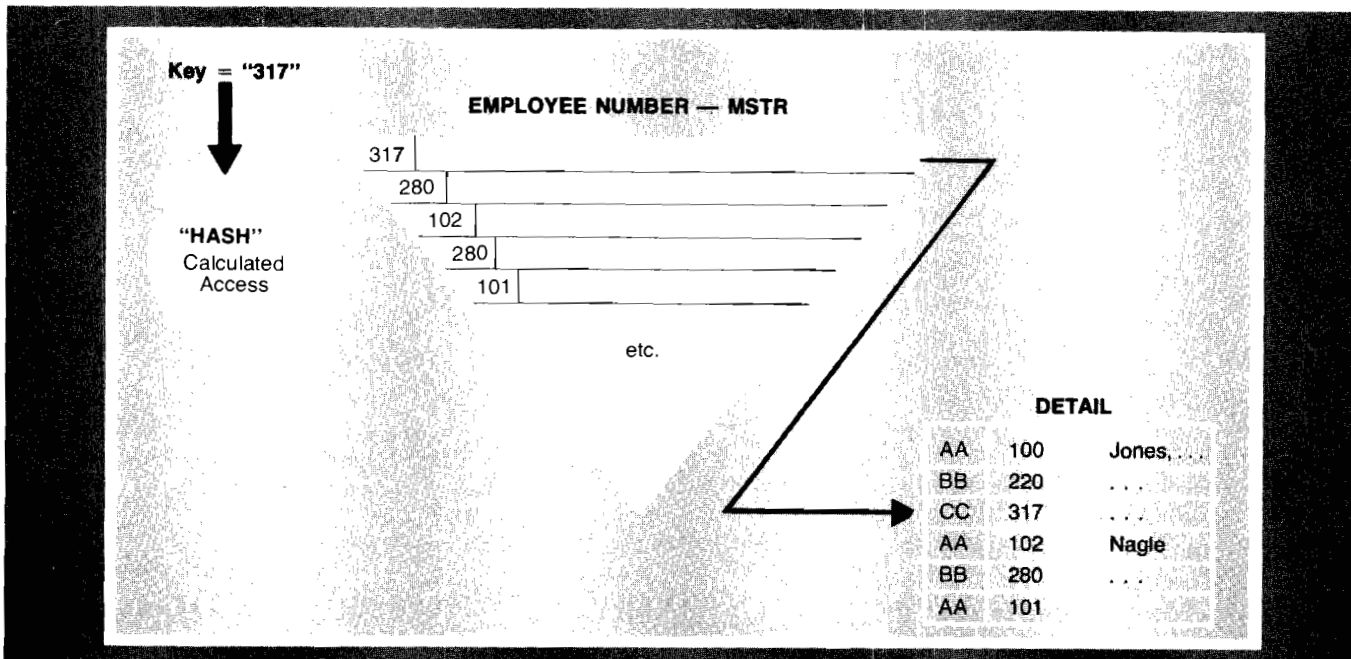 Key = “317”
EMPLOYEE NUMBER — MSTR
317
280
102
280
101
“HASH”
Calculated
Access
etc.
DETAIL
AA 100 Jones, . . .
BB 220 . . .
CC 317 . . .
AA 102 Nagle
BB 280 . . .
AA 101